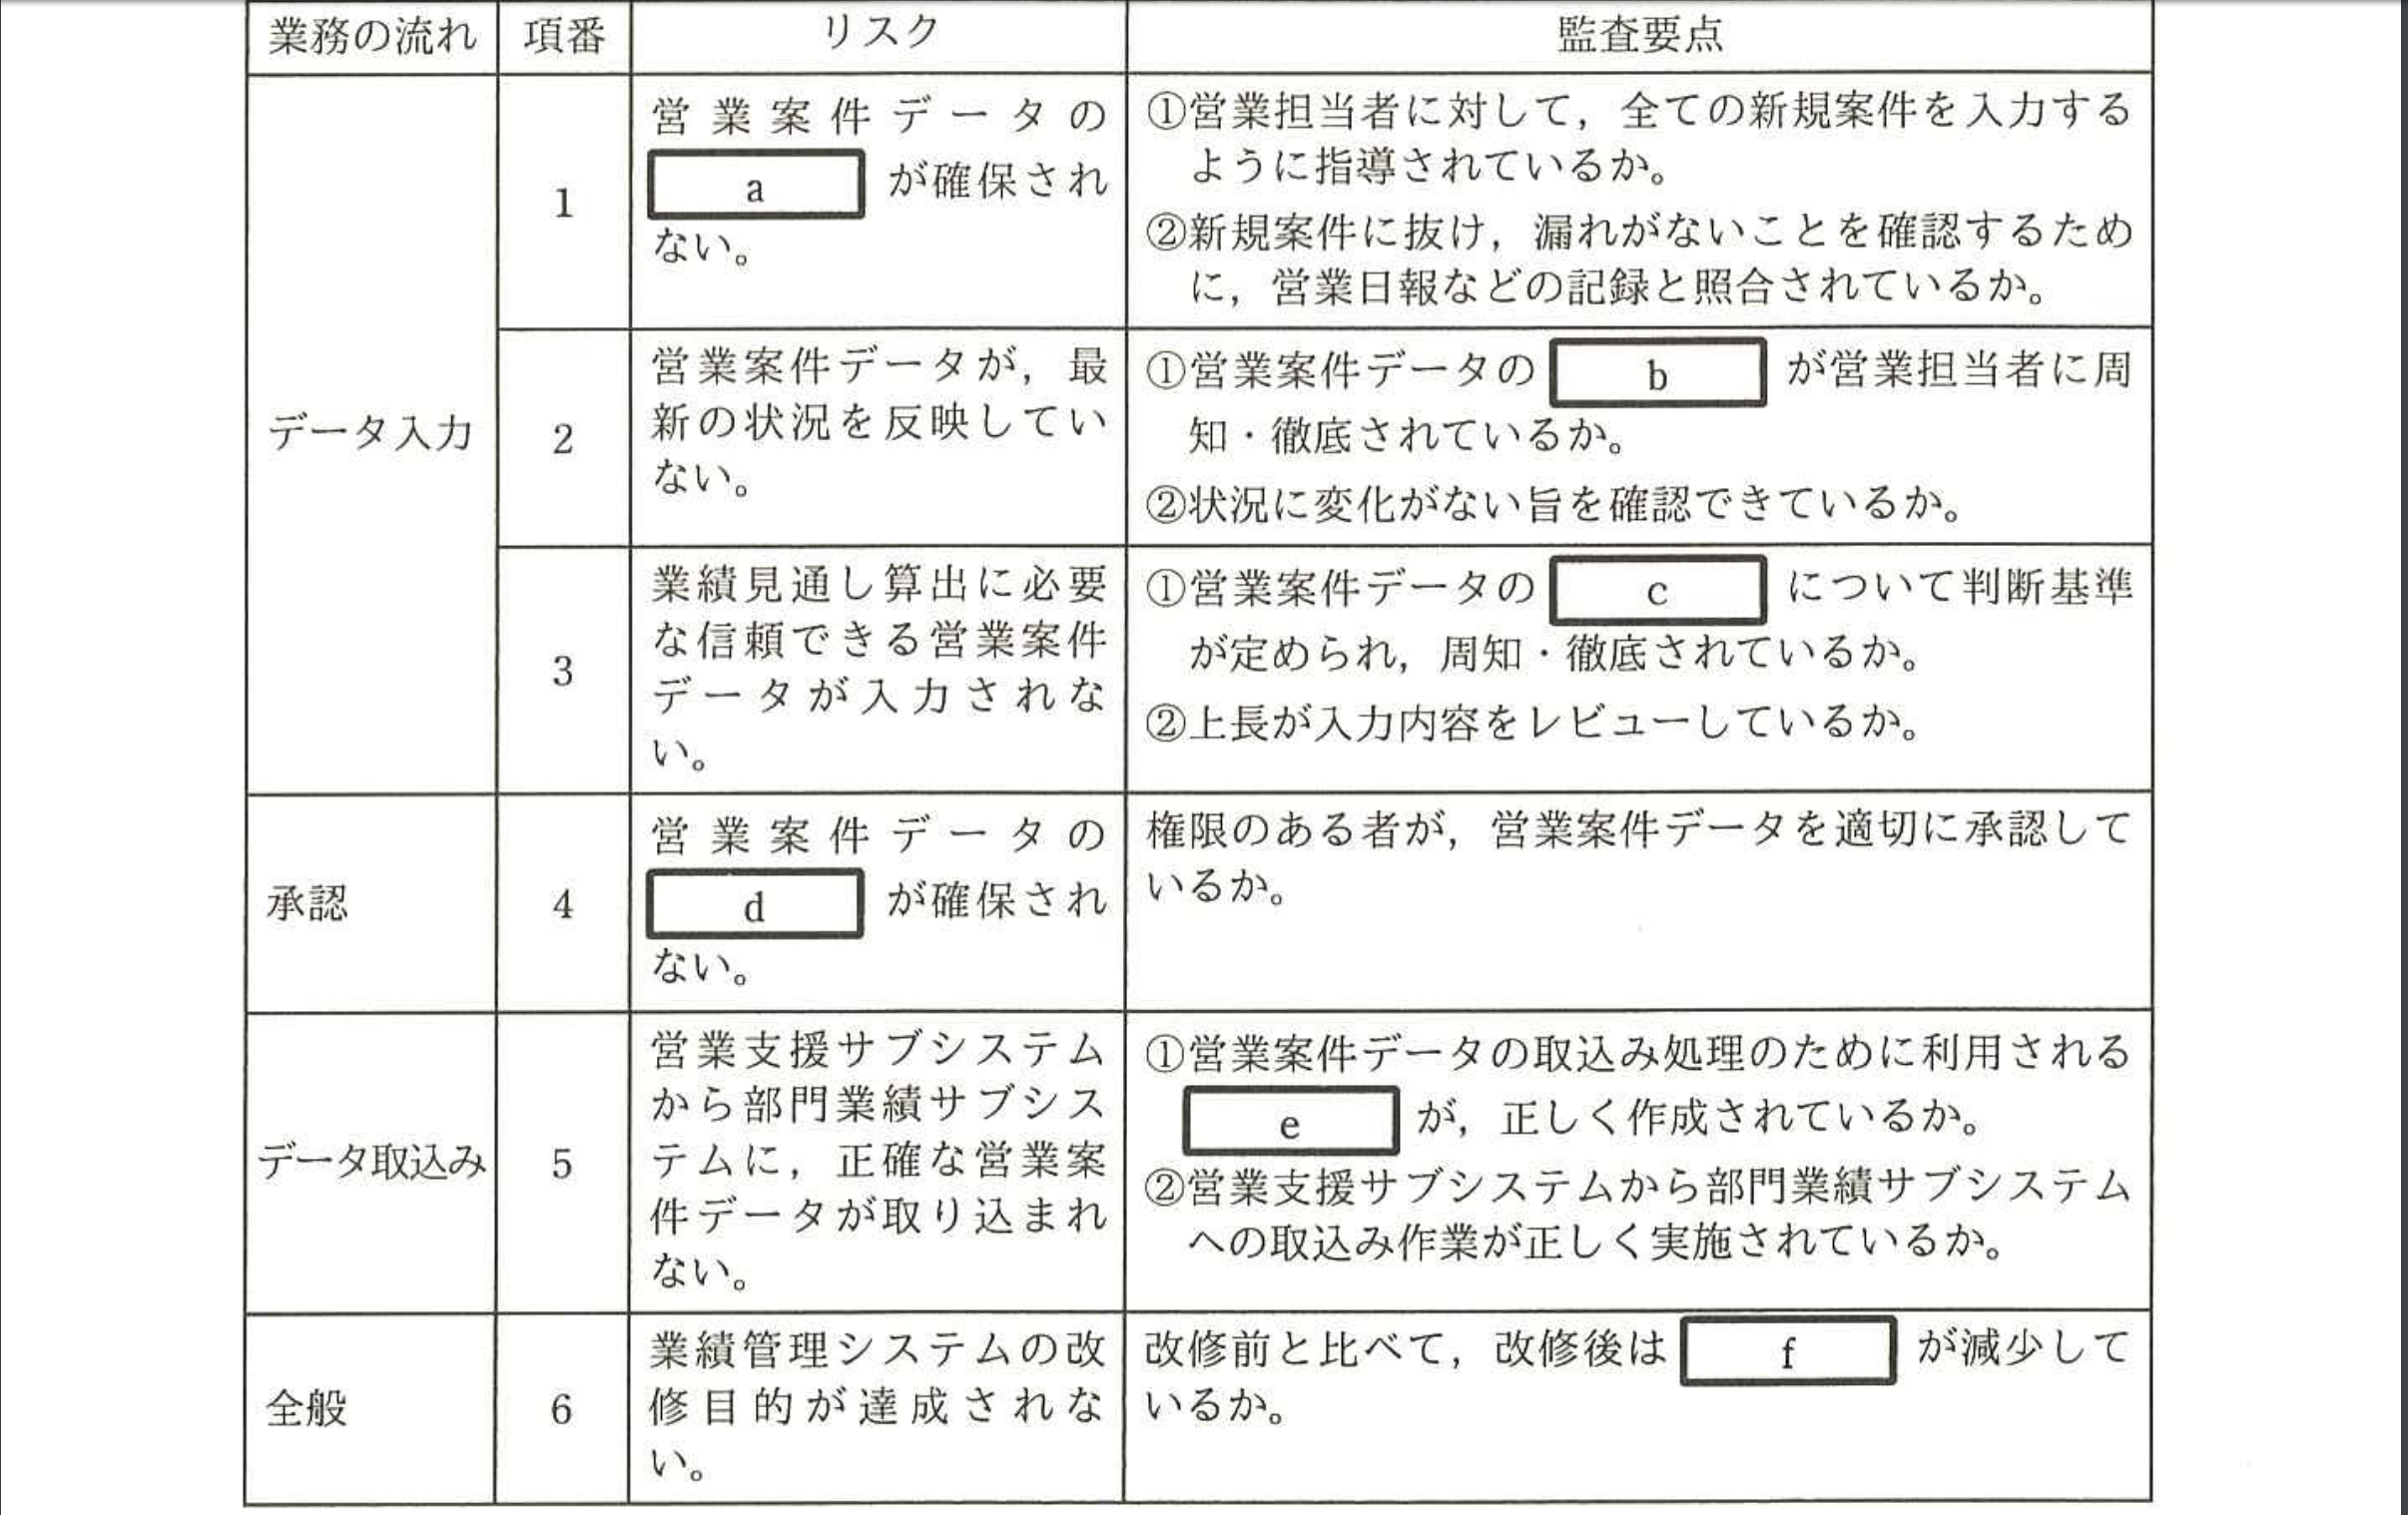 業務の流れ
項番
リスク
監査要点
データ入力
1
営業案件データの
a が確保され
ない。
①営業担当者に対して，全ての新規案件を入力する
ように指導されているか。
②新規案件に抜け，漏れがないことを確認するため
に，営業日報などの記録と照合されているか。
2
営業案件データが，最
新の状況を反映してい
ない。
①営業案件データの b が営業担当者に周
知・徹底されているか。
②状況に変化がない旨を確認できているか。
3
業績見通し算出に必要
な信頼できる営業案件
データが入力されな
い。
①営業案件データの c について判断基準
が定められ，周知・徹底されているか。
②上長が入力内容をレビューしているか。
承認
4
営業案件データの
d が確保され
ない。
権限のある者が，営業案件データを適切に承認して
いるか。
データ取込み
5
営業支援サブシステム
から部門業績サブシス
テムに，正確な営業案
件データが取り込まれ
ない。
①営業案件データの取込み処理のために利用される
e が，正しく作成されているか。
②営業支援サブシステムから部門業績サブシステム
への取込み作業が正しく実施されているか。
全般
6
業績管理システムの改
修目的が達成されな
い。
改修前と比べて，改修後は f が減少して
いるか。